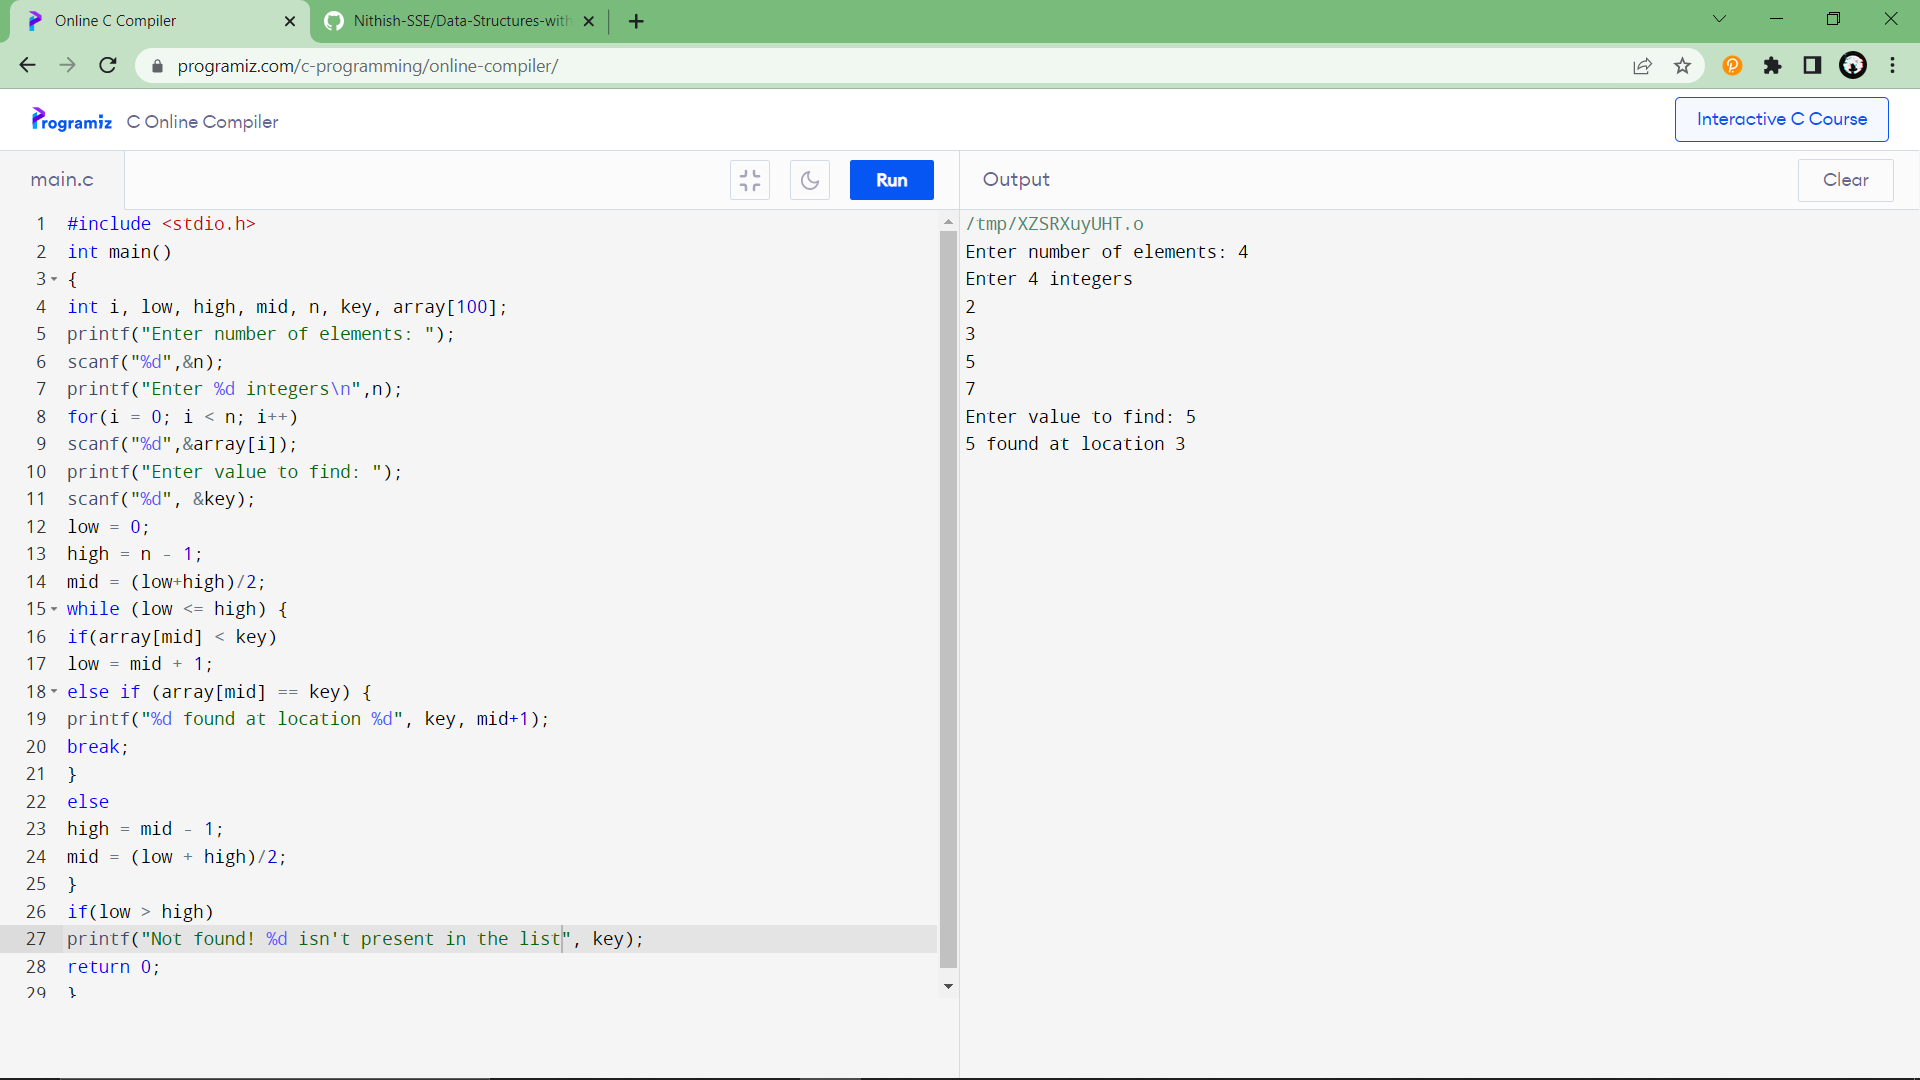 Online C Compiler
Nithish-SSE/Data-Structures-with
programiz.com/c-programming/online-compiler/
Programiz C Online Compiler
Interactive C Course
main.c
Run
Output
Clear
1 #include <stdio.h>
2 int main()
3 {
4 int i, low, high, mid, n, key, array[100];
5 printf("Enter number of elements: ");
6 scanf("%d",&n);
7 printf("Enter %d integers\n",n);
8 for(i = 0; i < n; i++)
9 scanf("%d",&array[i]);
10 printf("Enter value to find: ");
11 scanf("%d", &key);
12 low = 0;
13 high = n - 1;
14 mid = (low+high)/2;
15 while (low <= high) {
16 if(array[mid] < key)
17 low = mid + 1;
18 else if (array[mid] == key) {
19 printf("%d found at location %d", key, mid+1);
20 break;
21 }
22 else
23 high = mid - 1;
24 mid = (low + high)/2;
25 }
26 if(low > high)
27 printf("Not found! %d isn't present in the list", key);
28 return 0;
29 }
/tmp/XZSRXuyUHT.o
Enter number of elements: 4
Enter 4 integers
2
3
5
7
Enter value to find: 5
5 found at location 3